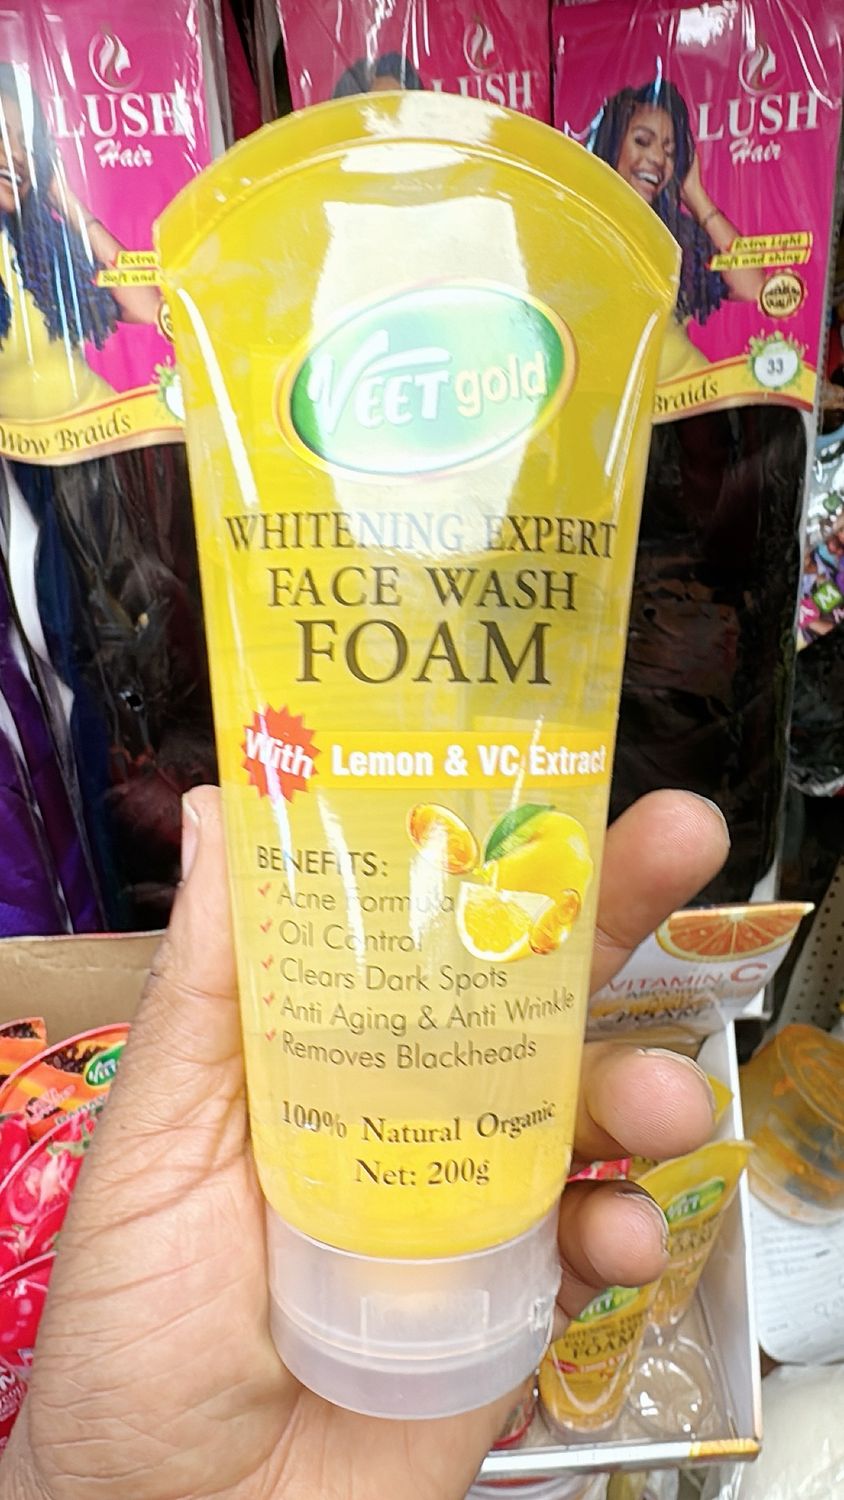 LUSH
Hair
Wow Braids
LUSH
LUSH
Hair
Extra Light
Soft and shiny
33
Braids
VEET gold
WHITENING EXPERT
FACE WASH
FOAM
With Lemon & VC Extract
BENEFITS:
Acne Formula
Oil Control
Clears Dark Spots
Anti Aging & Anti Wrinkle
Removes Blackheads
100% Natural Organic
Net: 200g
VITAMIN C
FOAM